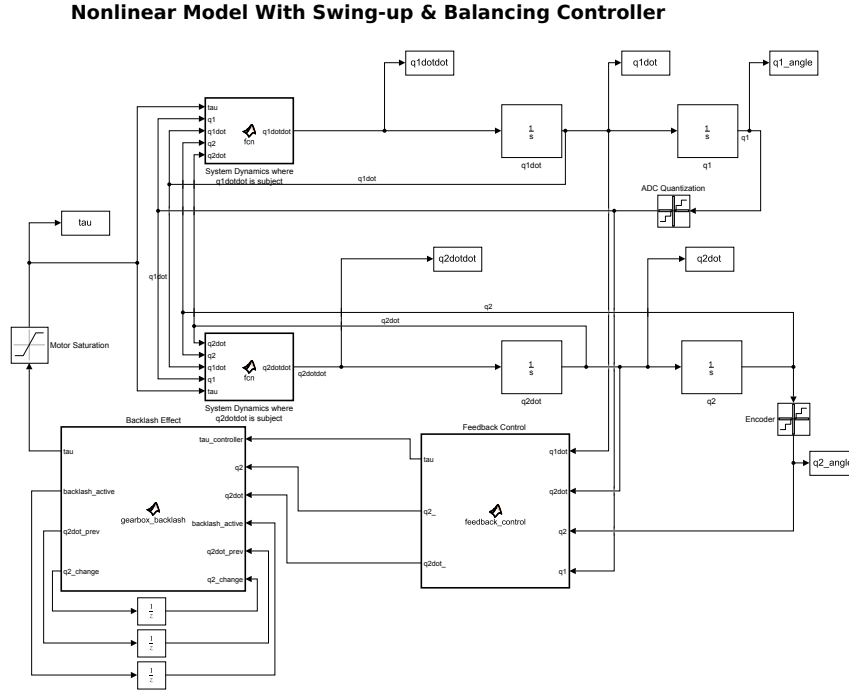 Nonlinear Model With Swing-up & Balancing Controller
q1dotdot
q1dot
q1_angle
tau
q1
q1dot
q2
q2dot
fcn
q1dotdot
System Dynamics where
q1dotdot is subject
1
s
q1dot
1
s
q1
q1
q1dot
ADC Quantization
tau
q2dotdot
q2dot
q1dot
q2
q2dot
Motor Saturation
q2dot
q2
q1dot
q1
tau
fcn
q2dotdot
q2dotdot
System Dynamics where
q2dotdot is subject
1
s
q2dot
1
s
q2
Encoder
q2_angle
Backlash Effect
tau
backlash_active
q2dot_prev
q2_change
gearbox_backlash
tau_controller
q2
q2dot
backlash_active
q2dot_prev
q2_change
Feedback Control
tau
q2_
q2dot_
feedback_control
q1dot
q2dot
q2
q1
1
z
1
z
1
z